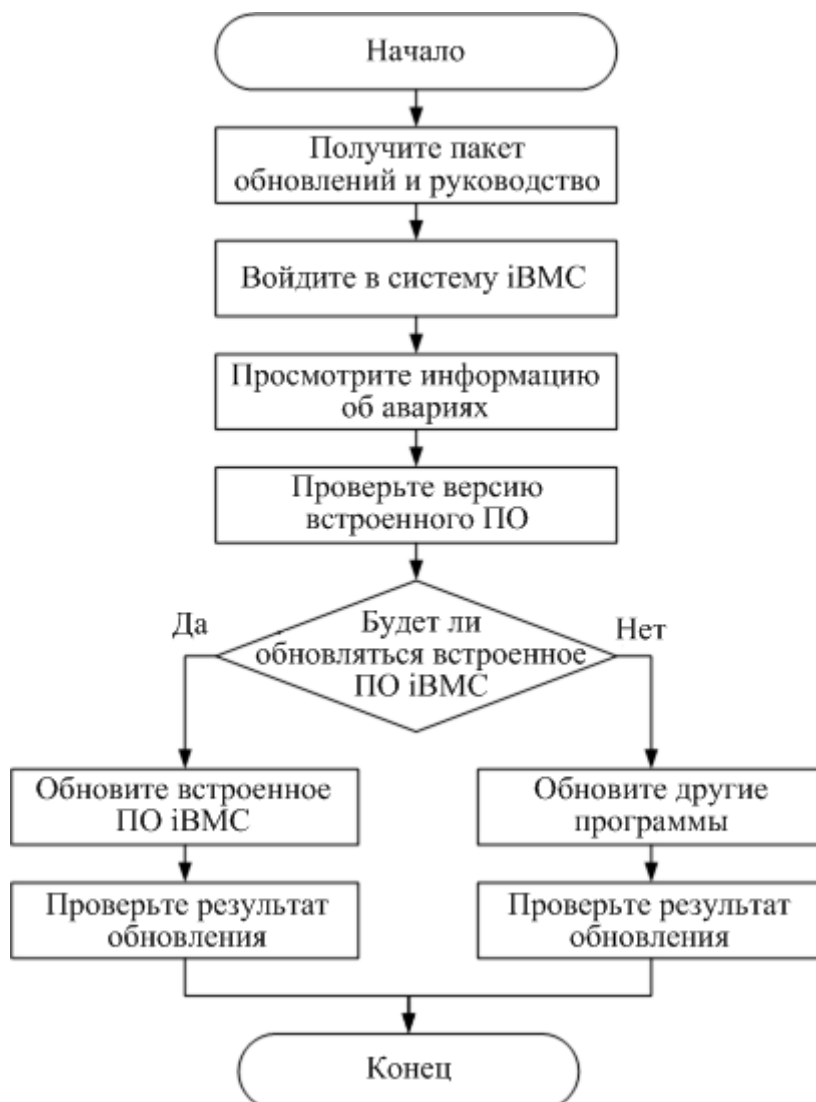 Начало
Получите пакет
обновлений и руководство
Войдите в систему iBMC
Просмотрите информацию
об авариях
Проверьте версию
встроенного ПО
Будет ли
обновляться встроенное
ПО iBMC
Да
Нет
Обновите встроенное
ПО iBMC
Проверьте результат
обновления
Обновите другие
программы
Проверьте результат
обновления
Конец